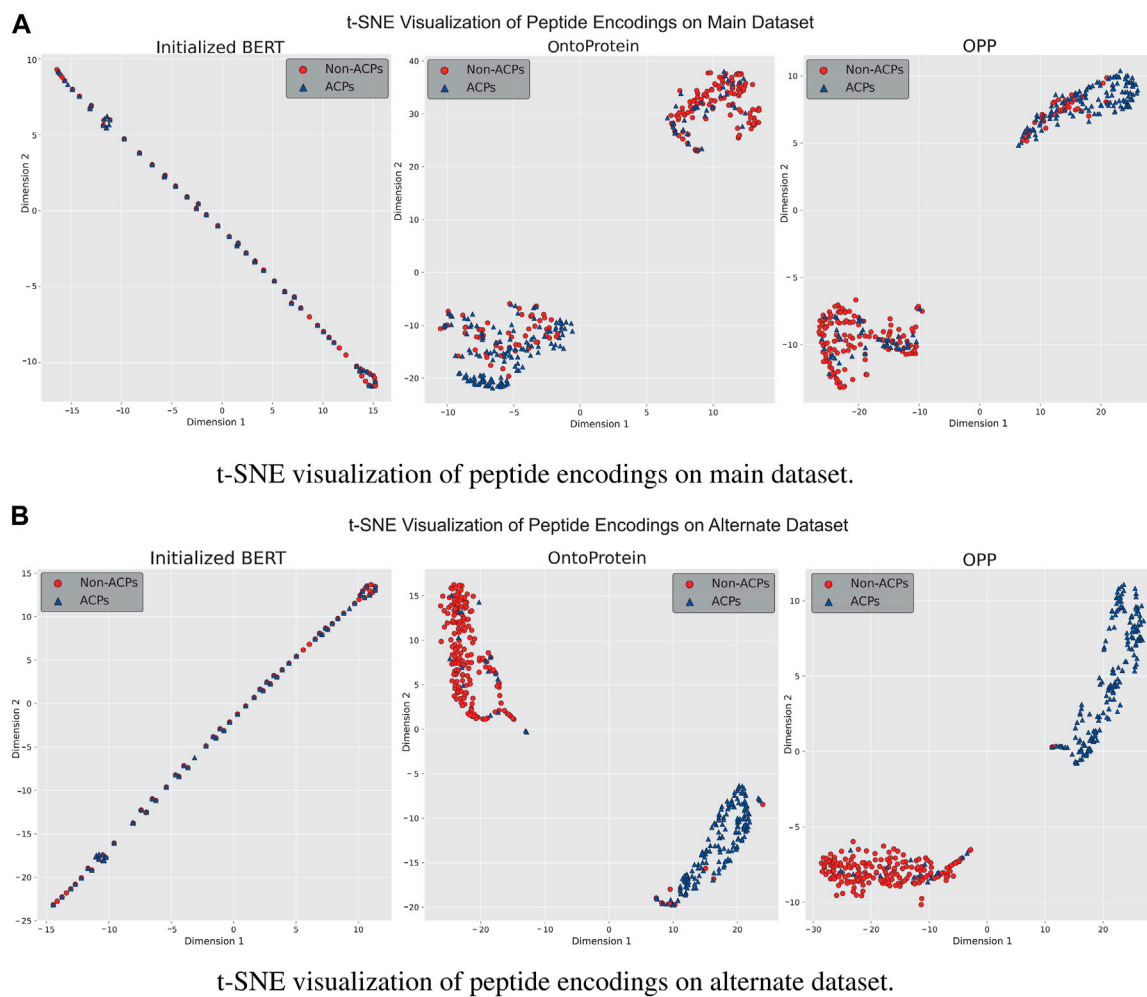 A
t-SNE Visualization of Peptide Encodings on Main Dataset
Initialized BERT
Non-ACPs
ACPs
10
5
0
−5
−10
Dimension 2
−15
−10
−5
0
5
10
15
Dimension 1
OntoProtein
Non-ACPs
ACPs
40
30
20
10
0
−10
−20
Dimension 2
−10
−5
0
5
10
Dimension 1
OPP
Non-ACPs
ACPs
10
5
0
−5
−10
Dimension 2
−20
−10
0
10
20
Dimension 1
t-SNE visualization of peptide encodings on main dataset.
B
t-SNE Visualization of Peptide Encodings on Alternate Dataset
Initialized BERT
Non-ACPs
ACPs
15
10
5
0
−5
−10
−15
−20
−25
Dimension 2
−15
−10
−5
0
5
10
Dimension 1
OntoProtein
Non-ACPs
ACPs
15
10
5
0
−5
−10
−15
−20
Dimension 2
−20
−10
0
10
20
Dimension 1
OPP
Non-ACPs
ACPs
10
5
0
−5
−10
Dimension 2
−30
−20
−10
0
10
20
Dimension 1
t-SNE visualization of peptide encodings on alternate dataset.